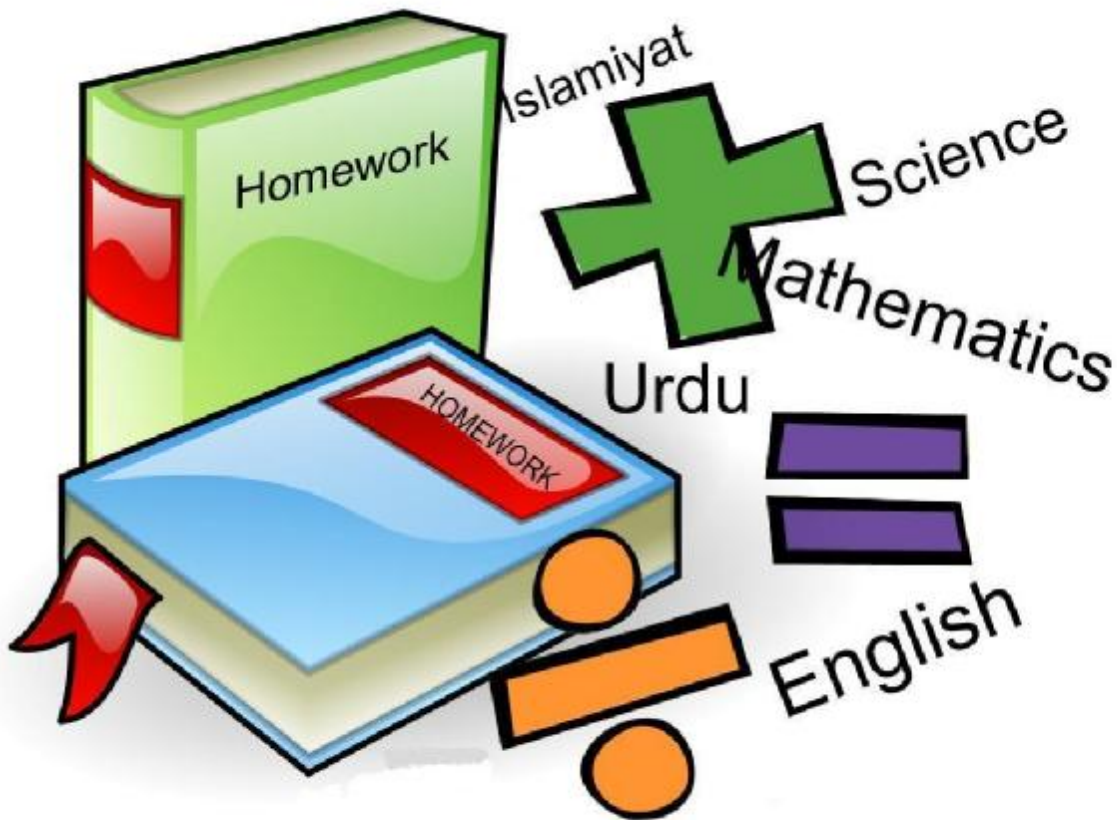 Islamiyat
Homework
Science
Mathematics
Urdu
HOMEWORK
English